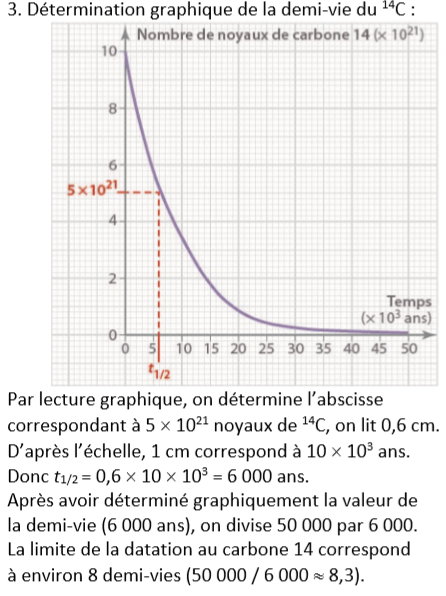 3. Détermination graphique de la demi-vie du ¹⁴C :
Nombre de noyaux de carbone 14 (× 10²¹)
10
8
6
5×10²¹
4
2
0
Temps
(× 10³ ans)
0 5 10 15 20 25 30 35 40 45 50
t1/2
Par lecture graphique, on détermine l’abscisse
correspondant à 5 × 10²¹ noyaux de ¹⁴C, on lit 0,6 cm.
D’après l’échelle, 1 cm correspond à 10 × 10³ ans.
Donc t1/2 = 0,6 × 10 × 10³ = 6 000 ans.
Après avoir déterminé graphiquement la valeur de
la demi-vie (6 000 ans), on divise 50 000 par 6 000.
La limite de la datation au carbone 14 correspond
à environ 8 demi-vies (50 000 / 6 000 ≈ 8,3).